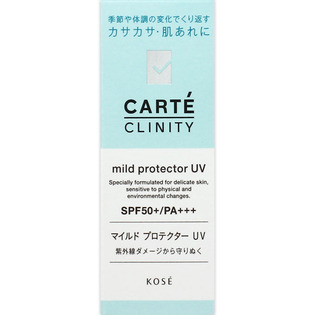 季節や体調の変化でくり返す
カサカサ・肌あれに
CARTÉ
CLINITY
mild protector UV
Specially formulated for delicate skin,
sensitive to physical and
environmental changes.
SPF50+/PA+++
マイルド プロテクター UV
紫外線ダメージから守りぬく
KOSÉ